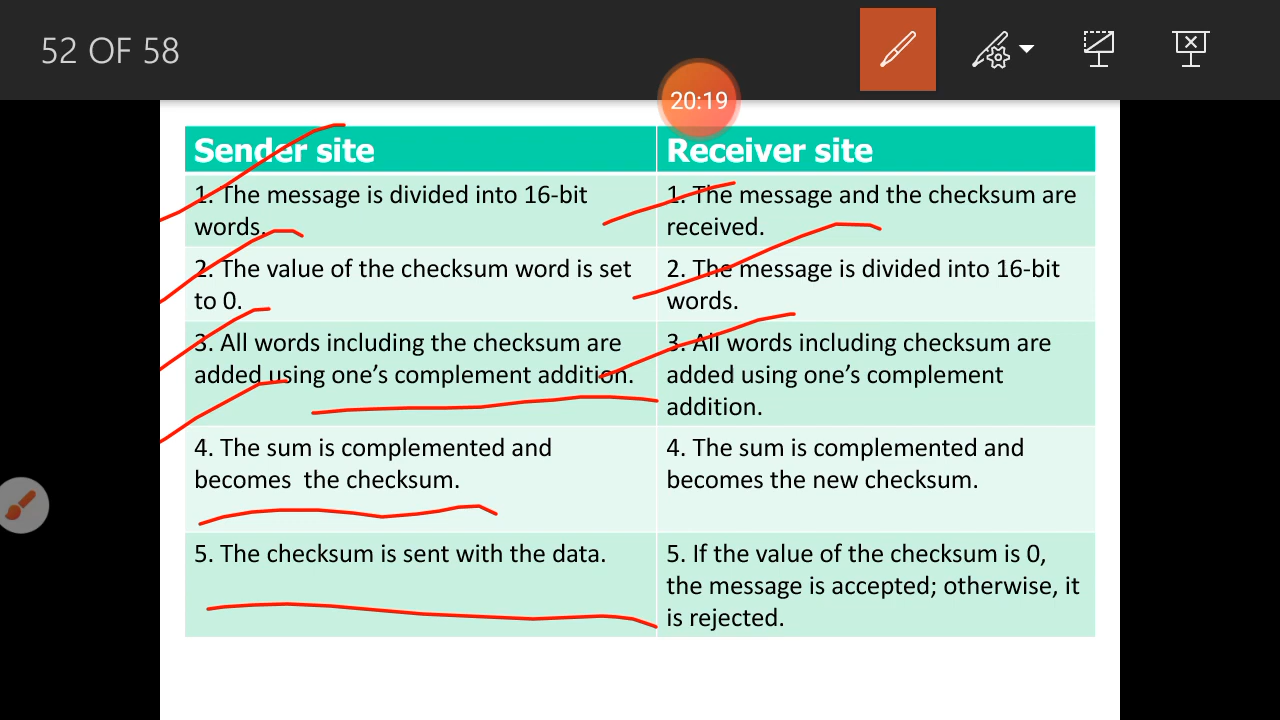 52 OF 58
20:19
Sender site
Receiver site
1. The message is divided into 16-bit
words.
1. The message and the checksum are
received.
2. The value of the checksum word is set
to 0.
2. The message is divided into 16-bit
words.
3. All words including the checksum are
added using one’s complement addition.
3. All words including checksum are
added using one’s complement
addition.
4. The sum is complemented and
becomes  the checksum.
4. The sum is complemented and
becomes the new checksum.
5. The checksum is sent with the data.
5. If the value of the checksum is 0,
the message is accepted; otherwise, it
is rejected.